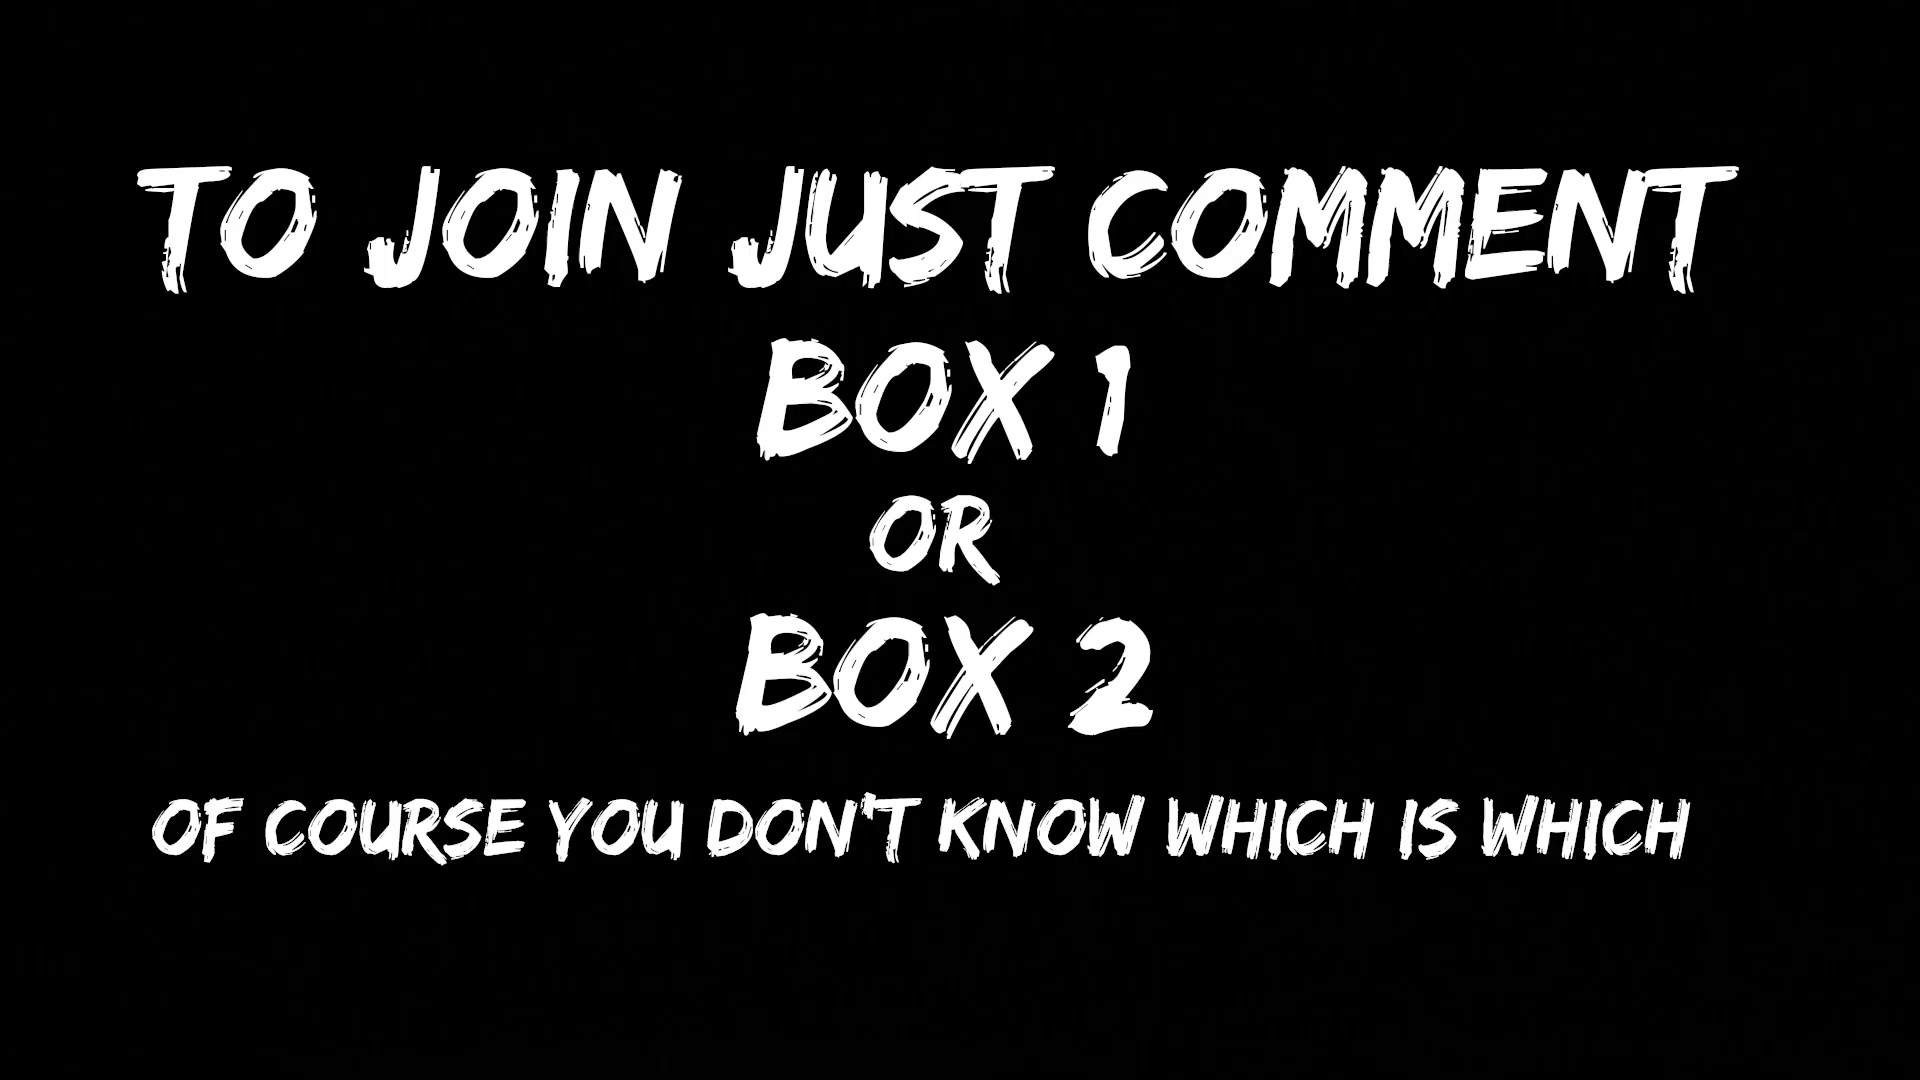 TO JOIN JUST COMMENT
BOX 1
OR
BOX 2
OF COURSE YOU DON'T KNOW WHICH IS WHICH